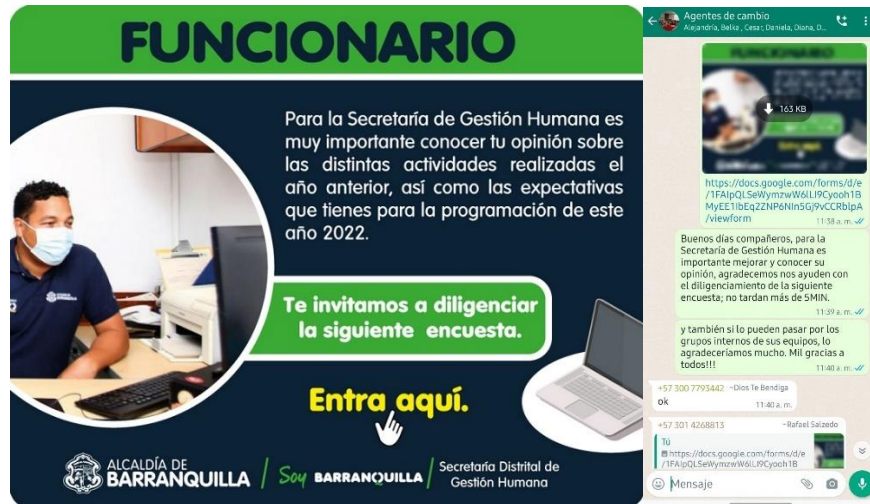 FUNCIONARIO
Para la Secretaría de Gestión Humana es
muy importante conocer tu opinión sobre
las distintas actividades realizadas el
año anterior, así como las expectativas
que tienes para la programación de este
año 2022.
Te invitamos a diligenciar
la siguiente encuesta.
Entra aquí.
ALCALDÍA DE
BARRANQUILLA
Soy BARRANQUILLA
Secretaría Distrital de
Gestión Humana
Agentes de cambio
Alejandría, Belka, Cesar, Daniela, Diana, D...
FUNCIONARIO
163 KB
https://docs.google.com/forms/d/e
/1FAIpQLSeWymzwW6lLI9Cyooh1B
MyEE1IbEq2ZNP6NIn5GJ9vCCRblpA
/viewform
11:38 a. m.
Buenos días compañeros, para la
Secretaría de Gestión Humana es
importante mejorar y conocer su
opinión, agradecemos nos ayuden con
el diligenciamiento de la siguiente
encuesta; no tardan más de 5MIN.
11:39 a. m.
y también si lo pueden pasar por los
grupos internos de sus equipos, lo
agradeceríamos mucho. Mil gracias a
todos!!!
11:40 a. m.
+57 300 7793442 ~Dios Te Bendiga
ok
11:40 a. m.
+57 301 4268813 ~Rafael Salzedo
Tú
https://docs.google.com/forms/d/e
/1FAIpQLSeWymzwW6lLI9Cyooh1B
Mensaje